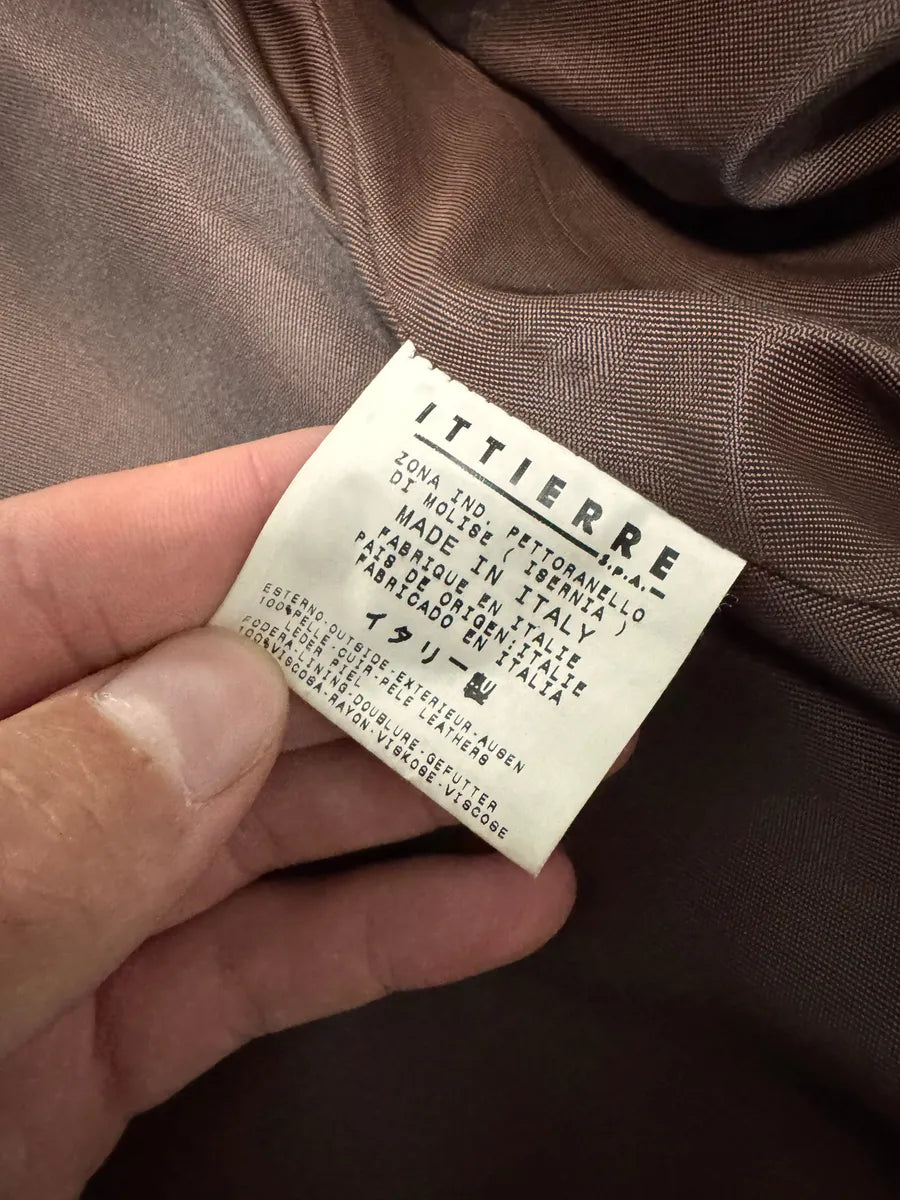 ITTIERRE
S.P.A.
ZONA IND. PETTORANELLO
DI MOLISE ( ISERNIA )
MADE IN ITALY
FABRIQUE EN ITALIE
PAIS DE ORIGEN:ITALIE
FABRICADO EN ITALIA
イタリー製
ESTERNO-OUTSIDE-EXTERIEUR-AUSEN
100%PELLE LEATHERS
LEDER-CUIR-PELE
PIEL
FODERA-LINING-DOUBLURE-GEFUTTER
100%VISCOSA-RAYON-VISKOSE-VISCOSE